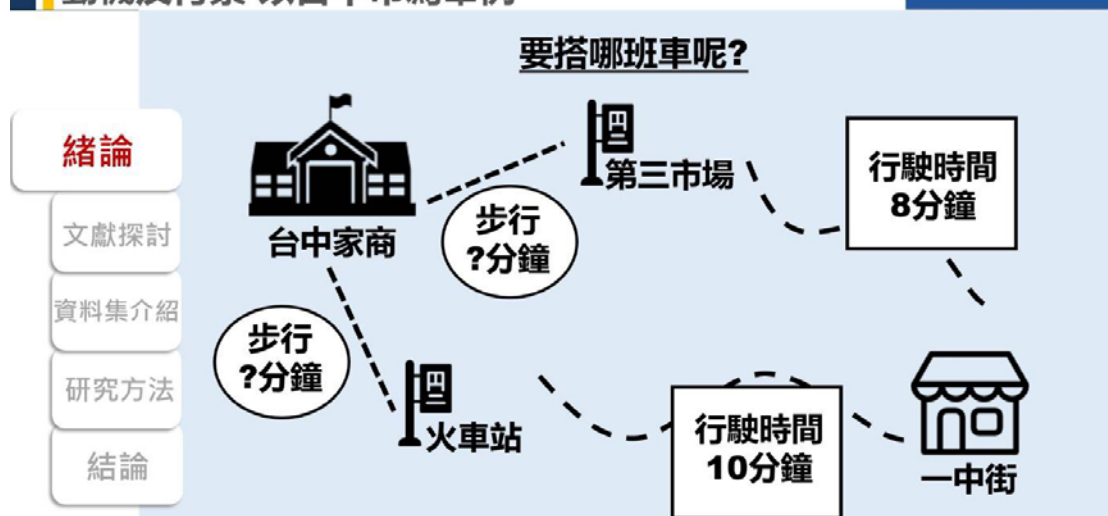 要搭哪班車呢?
緒論
文獻探討
資料集介紹
研究方法
結論
台中家商
步行
?分鐘
第三市場
行駛時間
8分鐘
步行
?分鐘
火車站
行駛時間
10分鐘
一中街